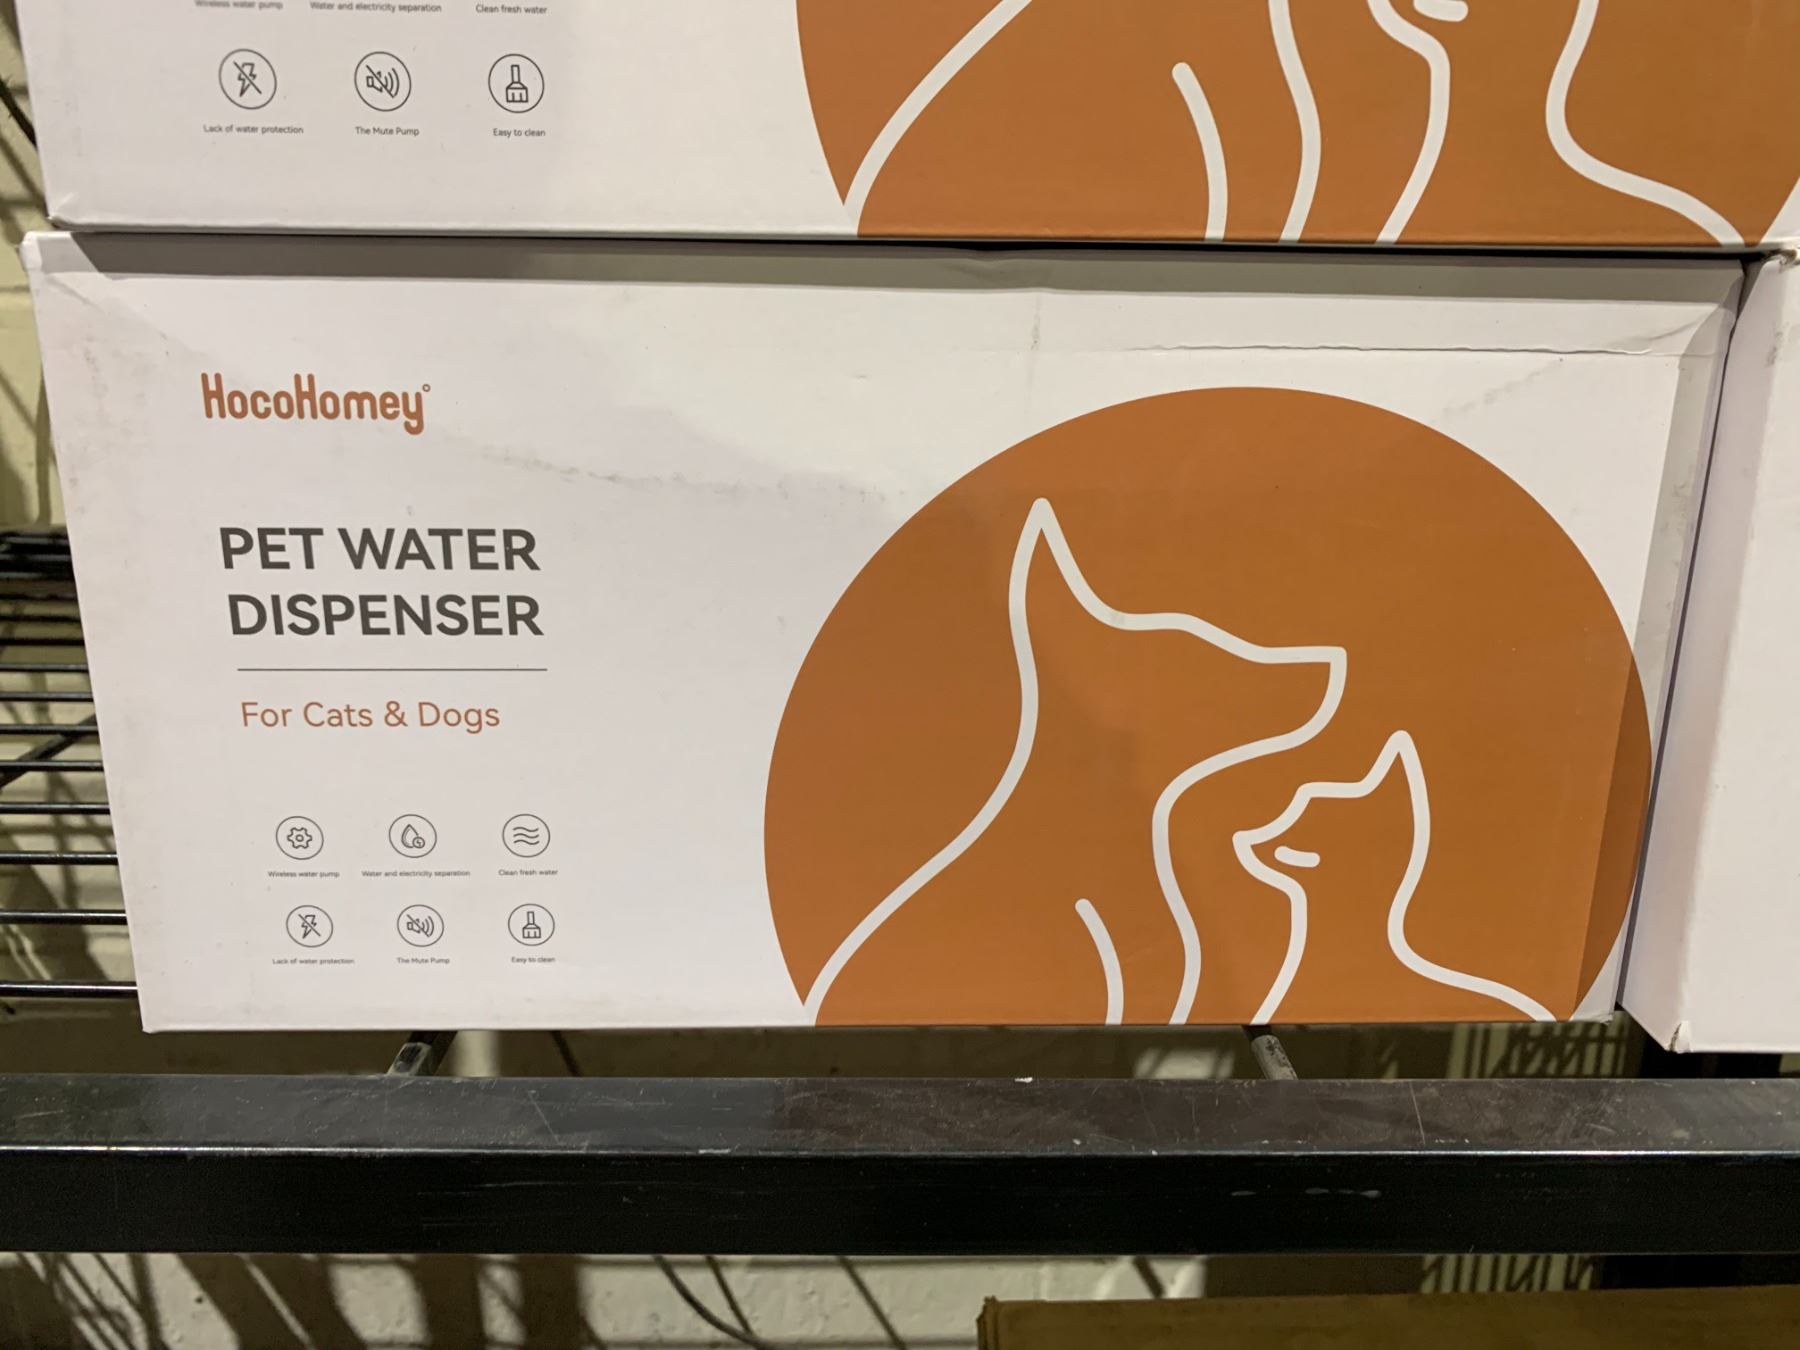 Wireless water pump Water and electricity separation Clean fresh water
Lack of water protection The Mute Pump Easy to clean
HocoHomey
PET WATER
DISPENSER
For Cats & Dogs
Wireless water pump Water and electricity separation Clean fresh water
Lack of water protection The Mute Pump Easy to clean